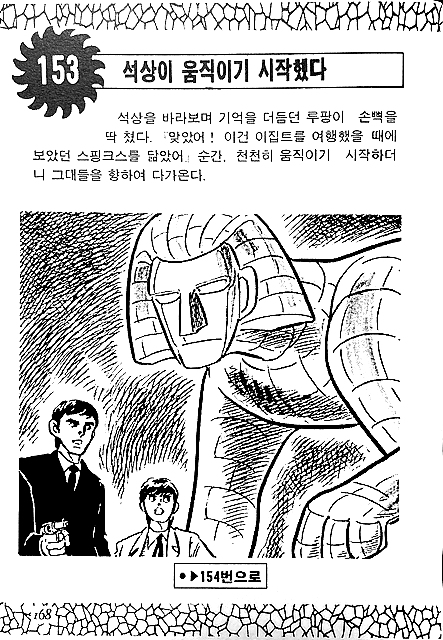 153
석상이 움직이기 시작했다
석상을 바라보며 기억을 더듬던 루팡이 손뼉을
딱 쳤다. 『맞았어! 이건 이집트를 여행했을 때에
보았던 스핑크스를 닮았어』 순간, 천천히 움직이기 시작하더
니 그대들을 향하여 다가온다.
●▶154번으로
168